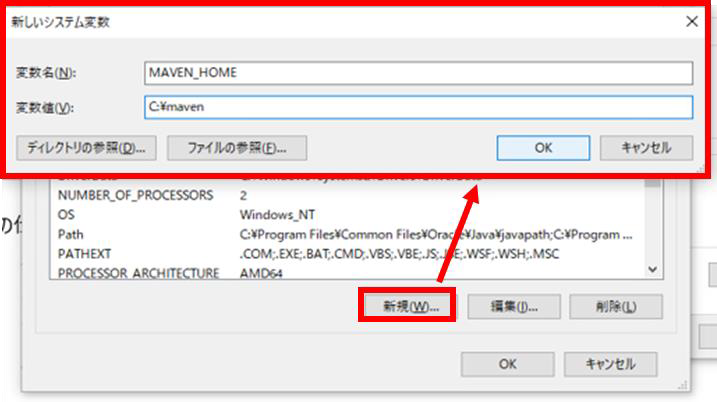 新しいシステム変数
変数名(N): MAVEN_HOME
変数値(V): C:¥maven
ディレクトリの参照(D)... ファイルの参照(F)... OK キャンセル
NUMBER_OF_PROCESSORS 2
OS Windows_NT
Path C:¥Program Files¥Common Files¥Oracle¥Java¥javapath;C:¥Program ...
PATHEXT .COM;.EXE;.BAT;.CMD;.VBS;.VBE;.JS;.JSE;.WSF;.WSH;.MSC
PROCESSOR_ARCHITECTURE AMD64
新規(W)... 編集(I)... 削除(L)
OK キャンセル